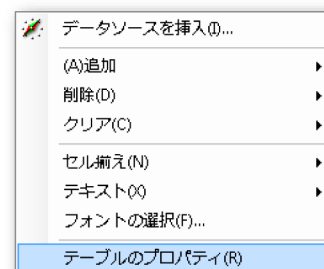 データソースを挿入(I)...
(A)追加
削除(D)
クリア(C)
セル揃え(N)
テキスト(X)
フォントの選択(F)...
テーブルのプロパティ(R)